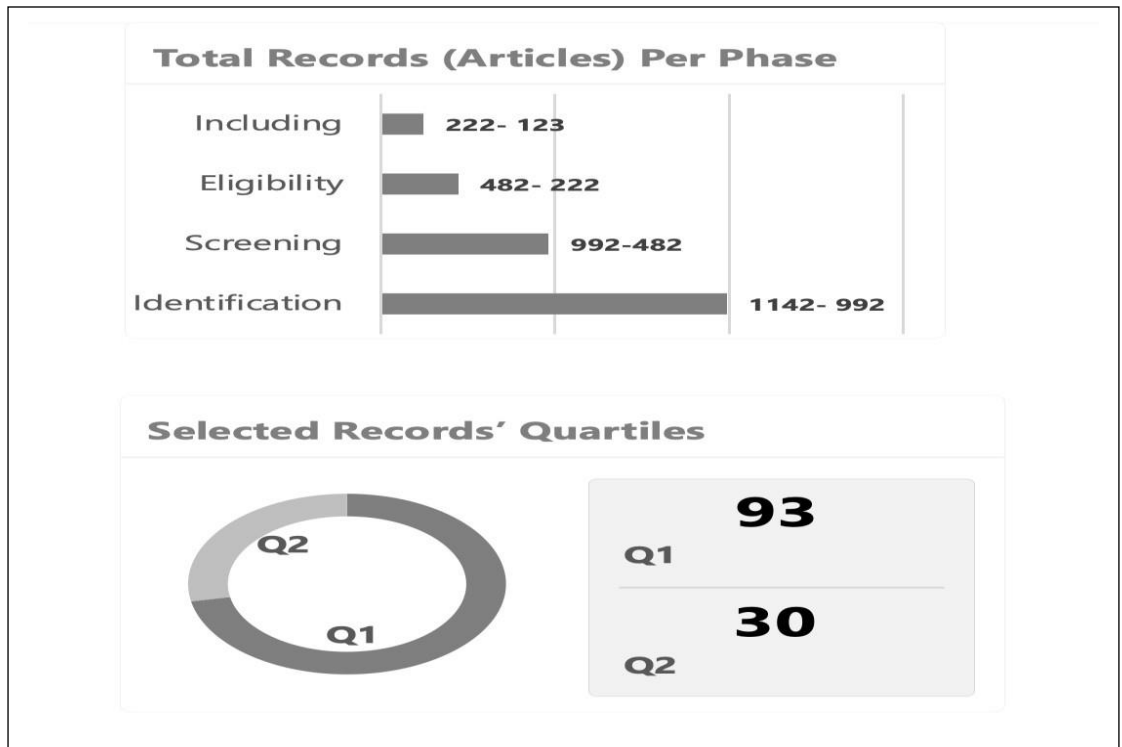 Total Records (Articles) Per Phase
Including 222- 123
Eligibility 482- 222
Screening 992-482
Identification 1142- 992
Selected Records’ Quartiles
Q2
Q1
93
Q1
30
Q2